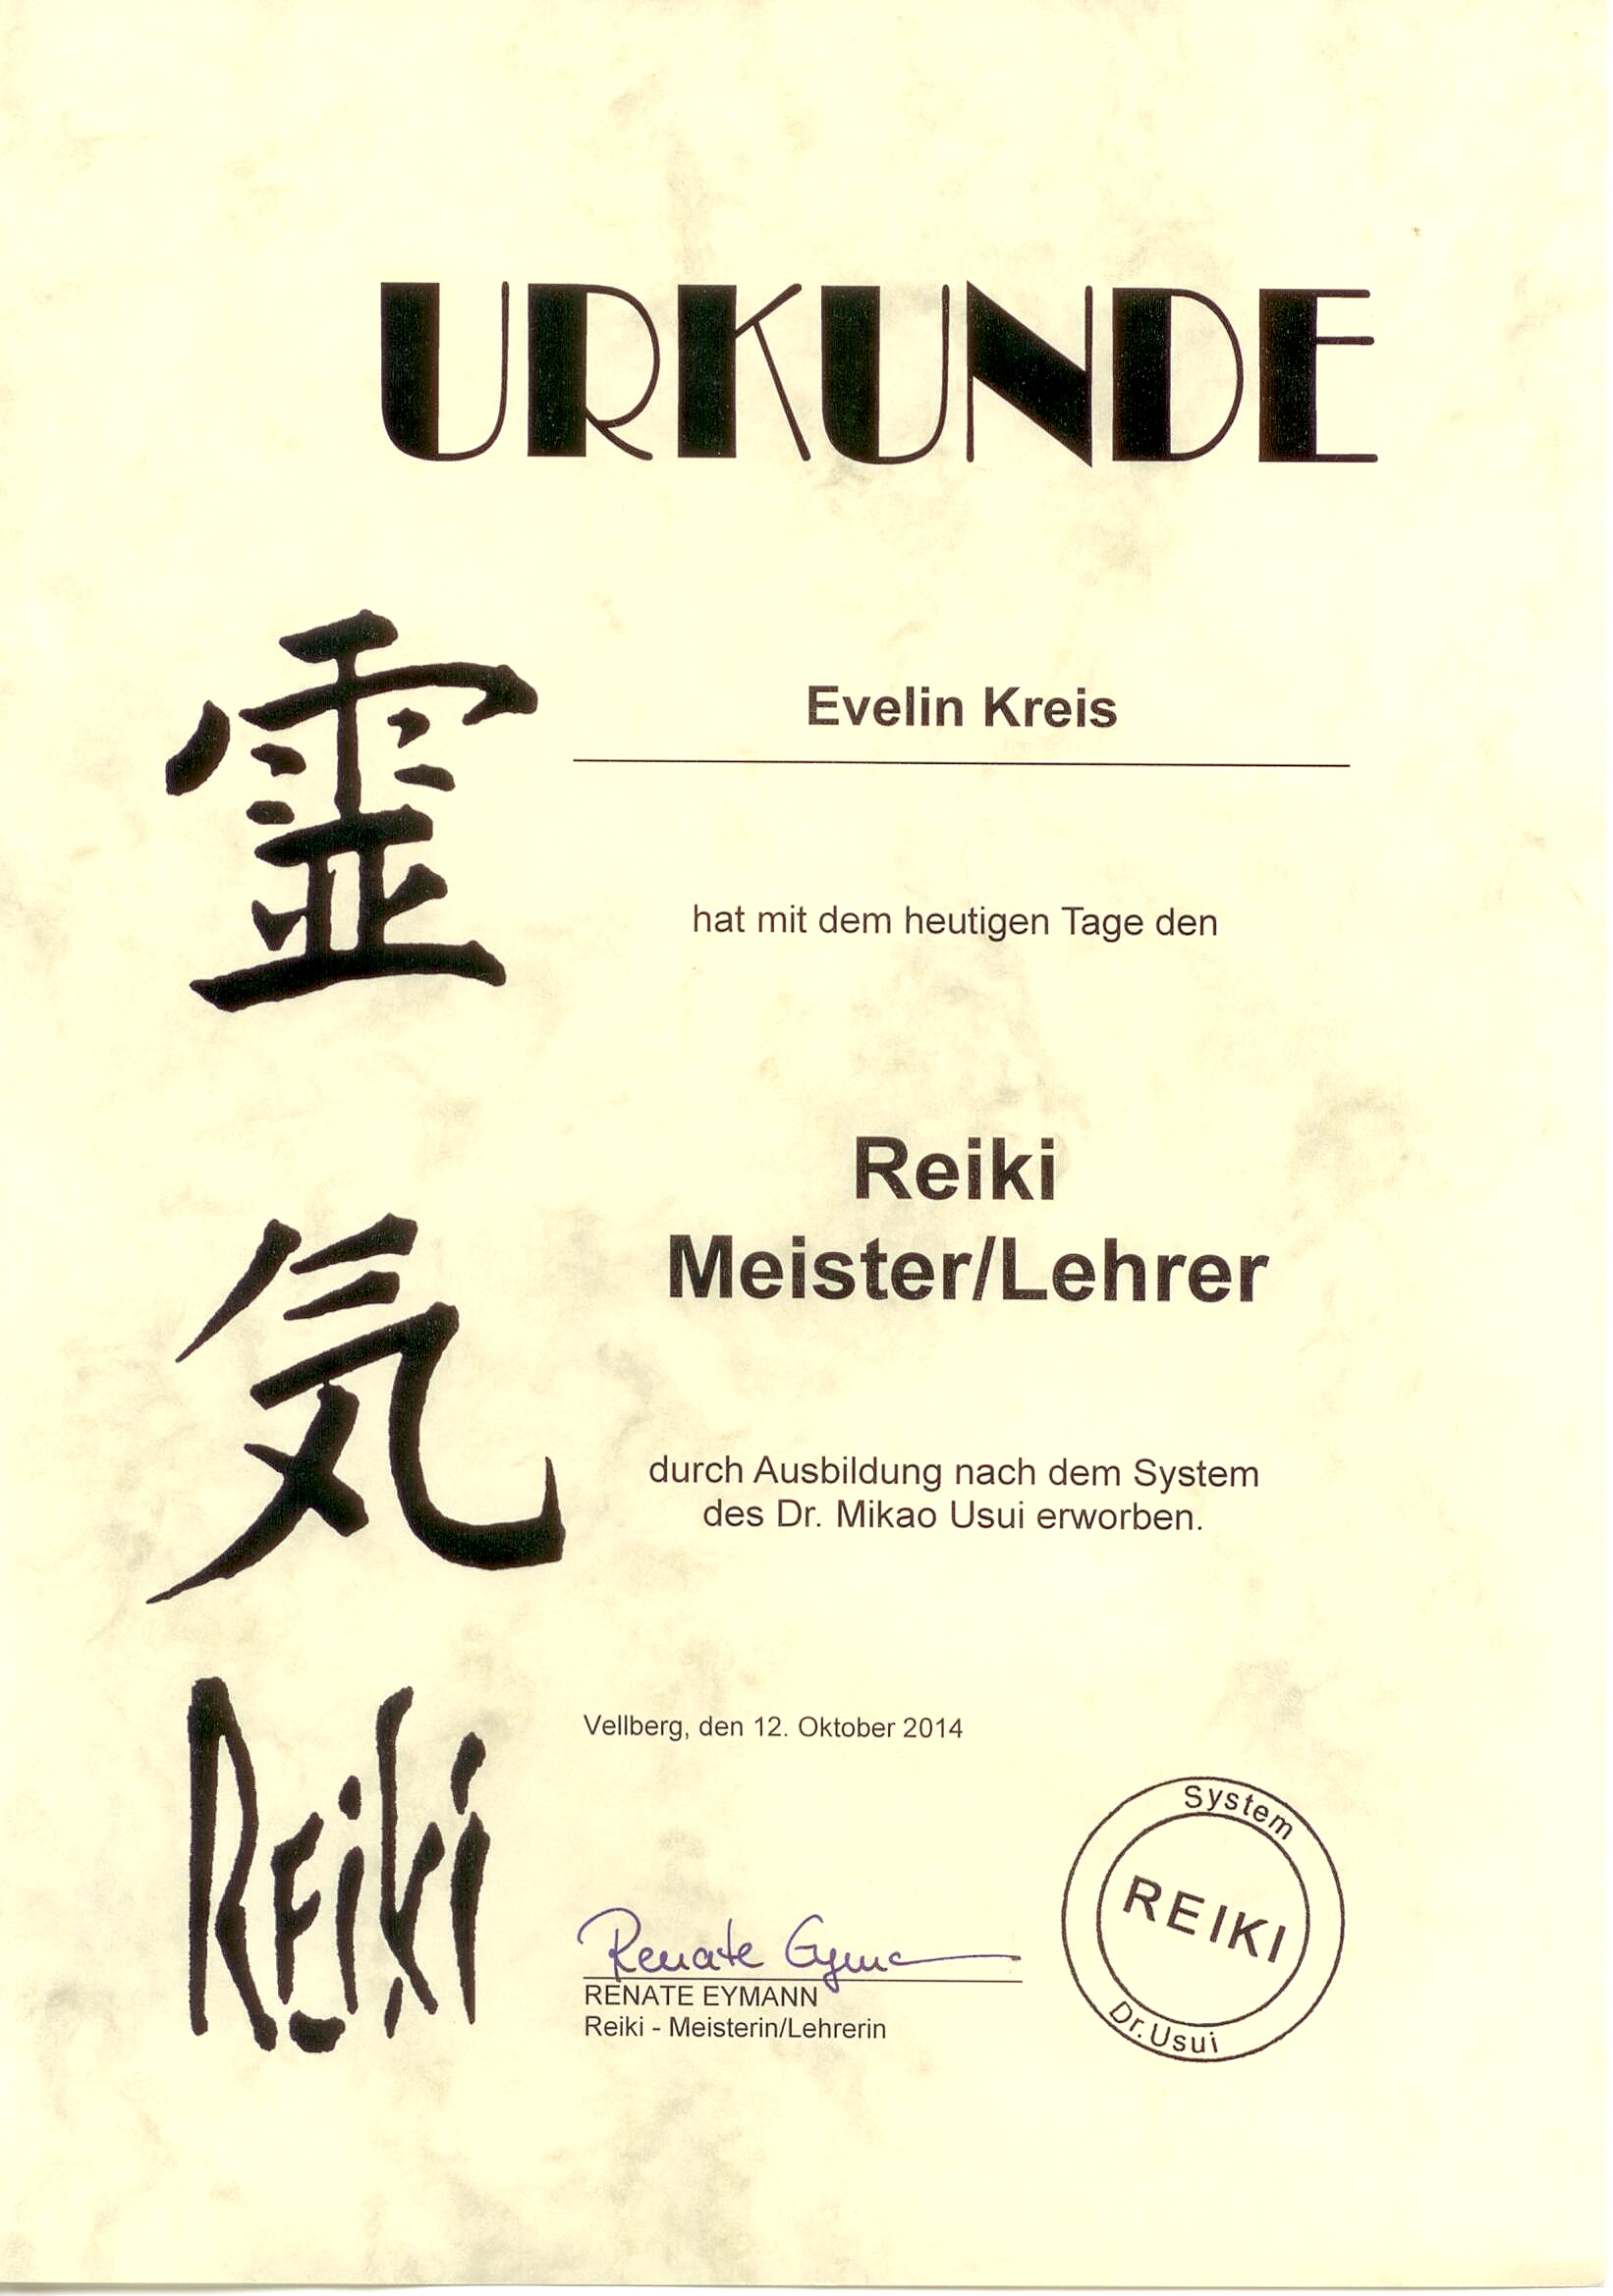 URKUNDE
霊
気
Reiki
Evelin Kreis
hat mit dem heutigen Tage den
Reiki
Meister/Lehrer
durch Ausbildung nach dem System
des Dr. Mikao Usui erworben.
Vellberg, den 12. Oktober 2014
Renate Eymann
RENATE EYMANN
Reiki - Meisterin/Lehrerin
System
REIKI
Dr. Usui